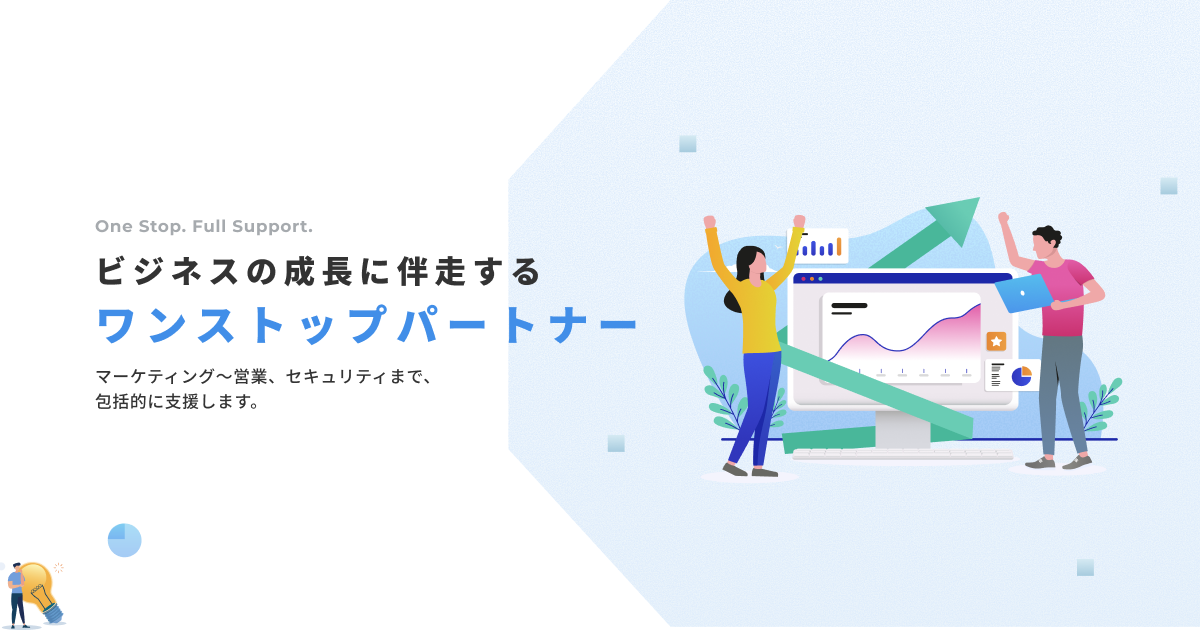 One Stop. Full Support.
ビジネスの成長に伴走する
ワンストップパートナー
マーケティング〜営業、セキュリティまで、
包括的に支援します。